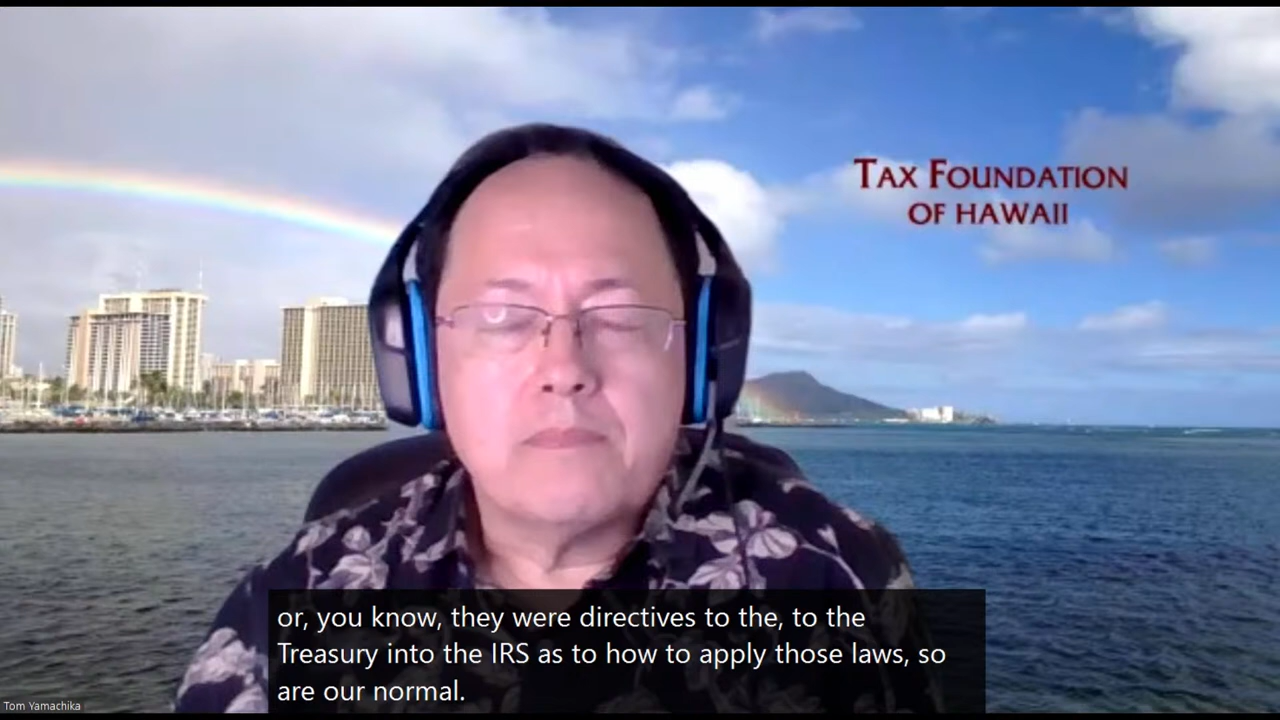 TAX FOUNDATION
OF HAWAII
or, you know, they were directives to the, to the
Treasury into the IRS as to how to apply those laws, so
are our normal.
Tom Yamachika